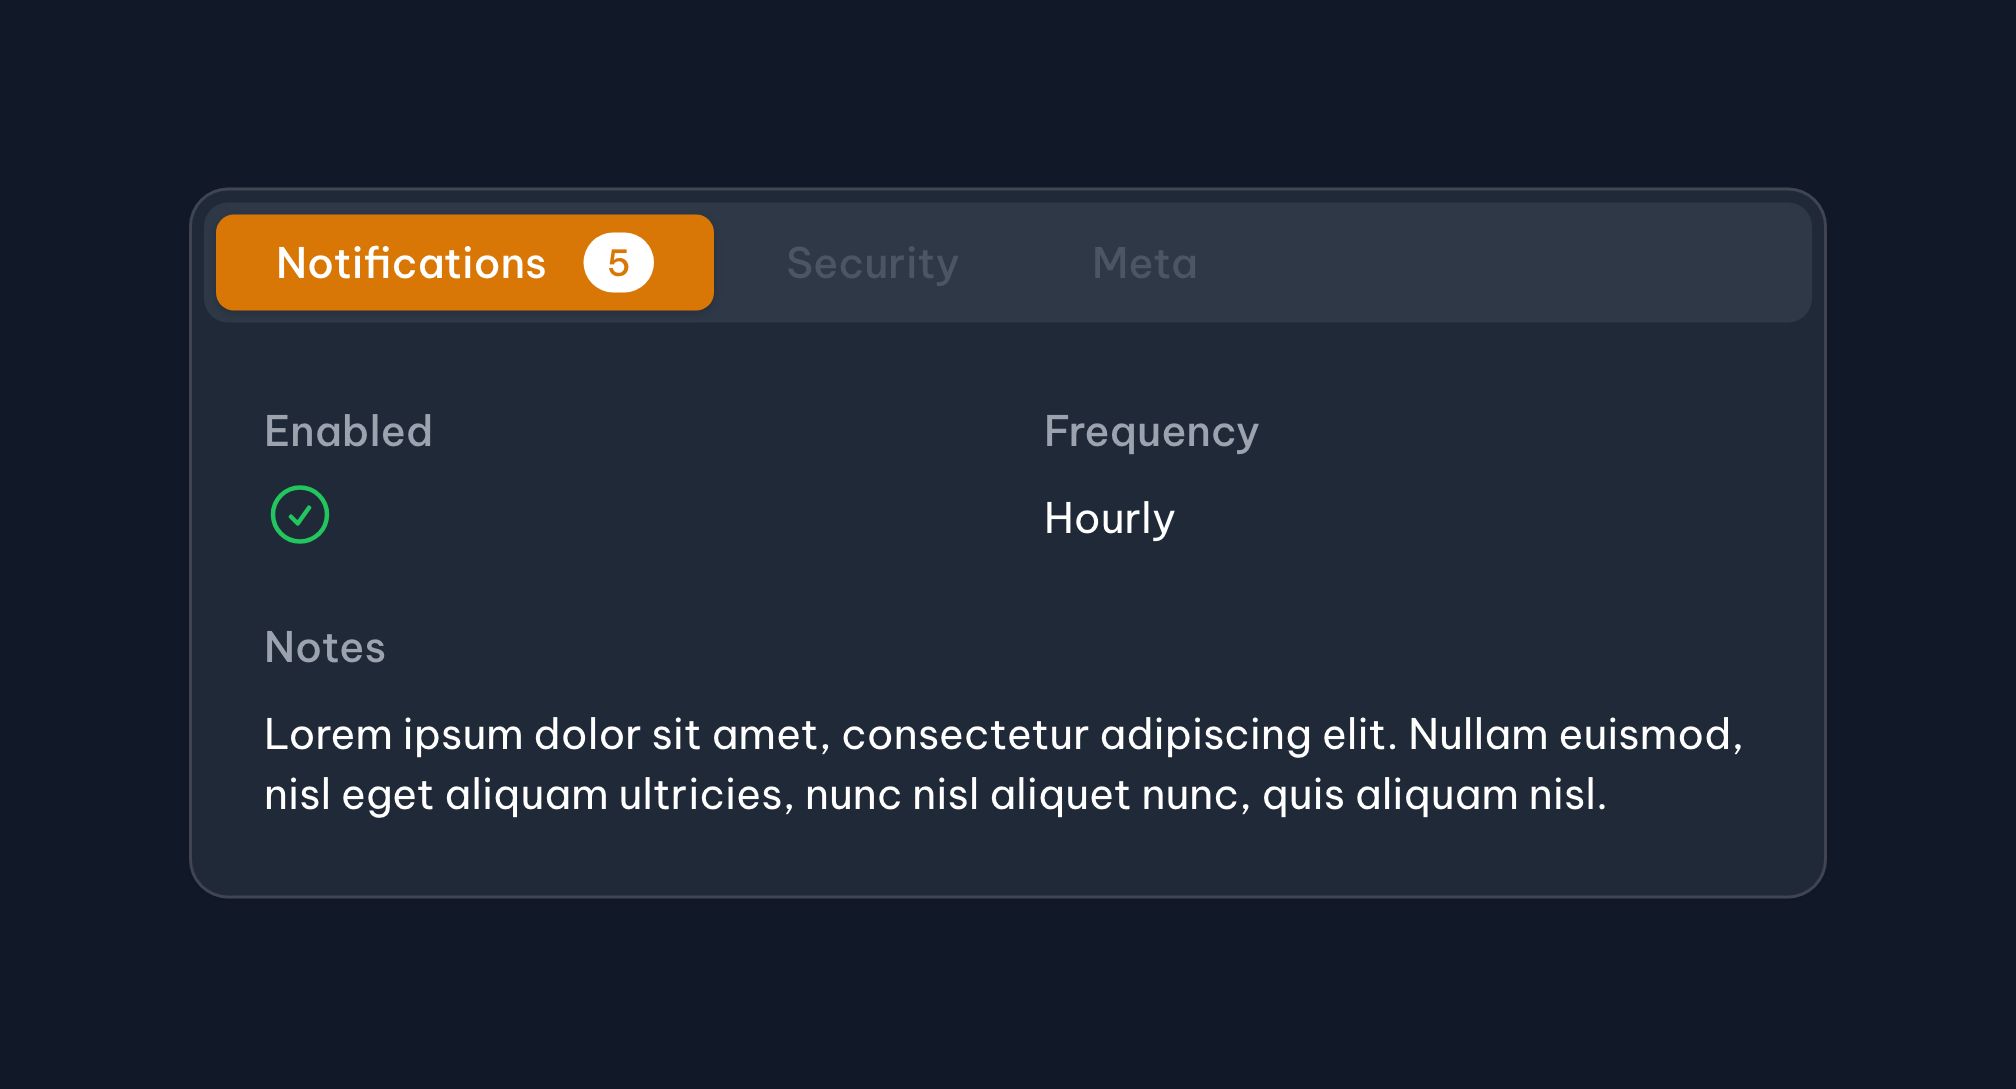 Notifications 5 Security Meta
Enabled Frequency
Hourly
Notes
Lorem ipsum dolor sit amet, consectetur adipiscing elit. Nullam euismod,
nisl eget aliquam ultricies, nunc nisl aliquet nunc, quis aliquam nisl.